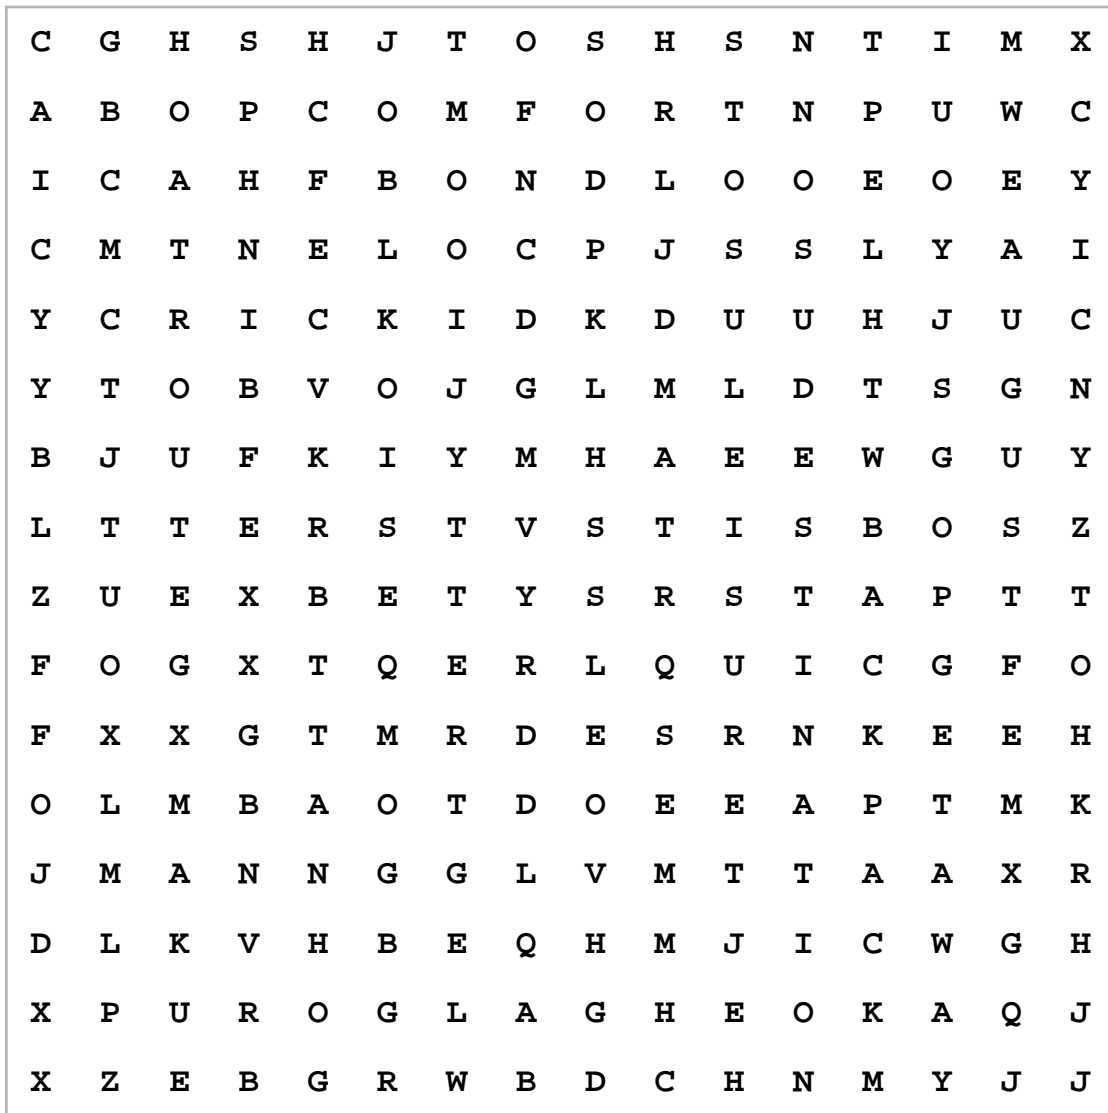 C G H S H J T O S H S N T I M X
A B O P C O M F O R T N P U W C
I C A H F B O N D L O O E O E Y
C M T N E L O C P J S S L Y A I
Y C R I C K I D K D U U H J U C
Y T O B V O J G L M L D T S G N
B J U F K I Y M H A E E W G U Y
L T T E R S T V S T I S B O S Z
Z U E X B E T Y S R S T A P T T
F O G X T Q E R L Q U I C G F O
F X X G T M R D E S R N K E E H
O L M B A O T D O E E A P T M K
J M A N N G G L V M T T A A X R
D L K V H B E Q H M J I C W G H
X P U R O G L A G H E O K A Q J
X Z E B G R W B D C H N M Y J J